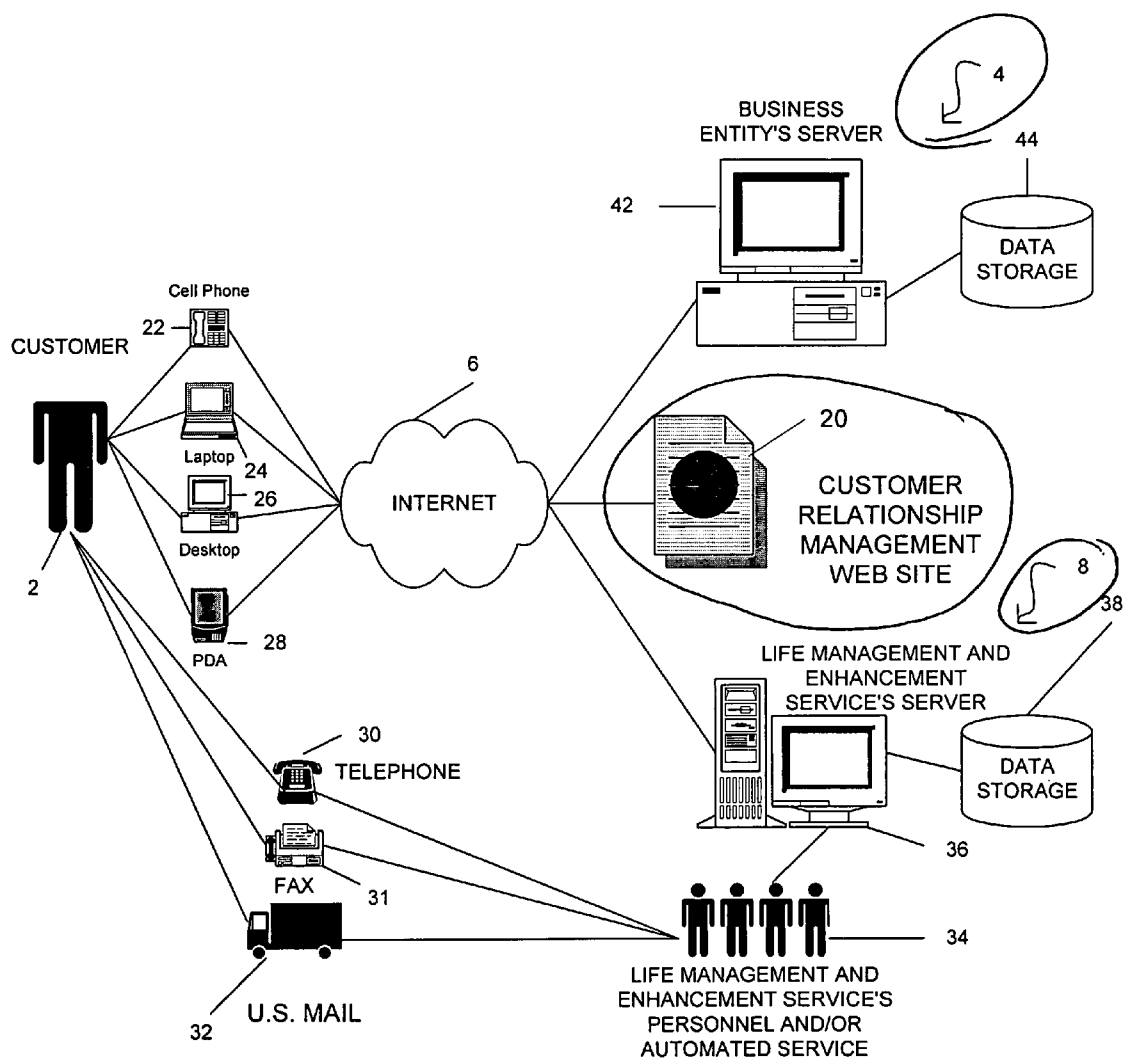 4
BUSINESS
ENTITY'S SERVER
44
42
DATA
STORAGE
Cell Phone
22
CUSTOMER
6
20
Laptop
24
INTERNET
CUSTOMER
RELATIONSHIP
MANAGEMENT
WEB SITE
26
Desktop
2
8
38
28
PDA
LIFE MANAGEMENT AND
ENHANCEMENT
SERVICE'S SERVER
30
TELEPHONE
DATA
STORAGE
36
FAX
31
34
32
U.S. MAIL
LIFE MANAGEMENT AND
ENHANCEMENT SERVICE'S
PERSONNEL AND/OR
AUTOMATED SERVICE